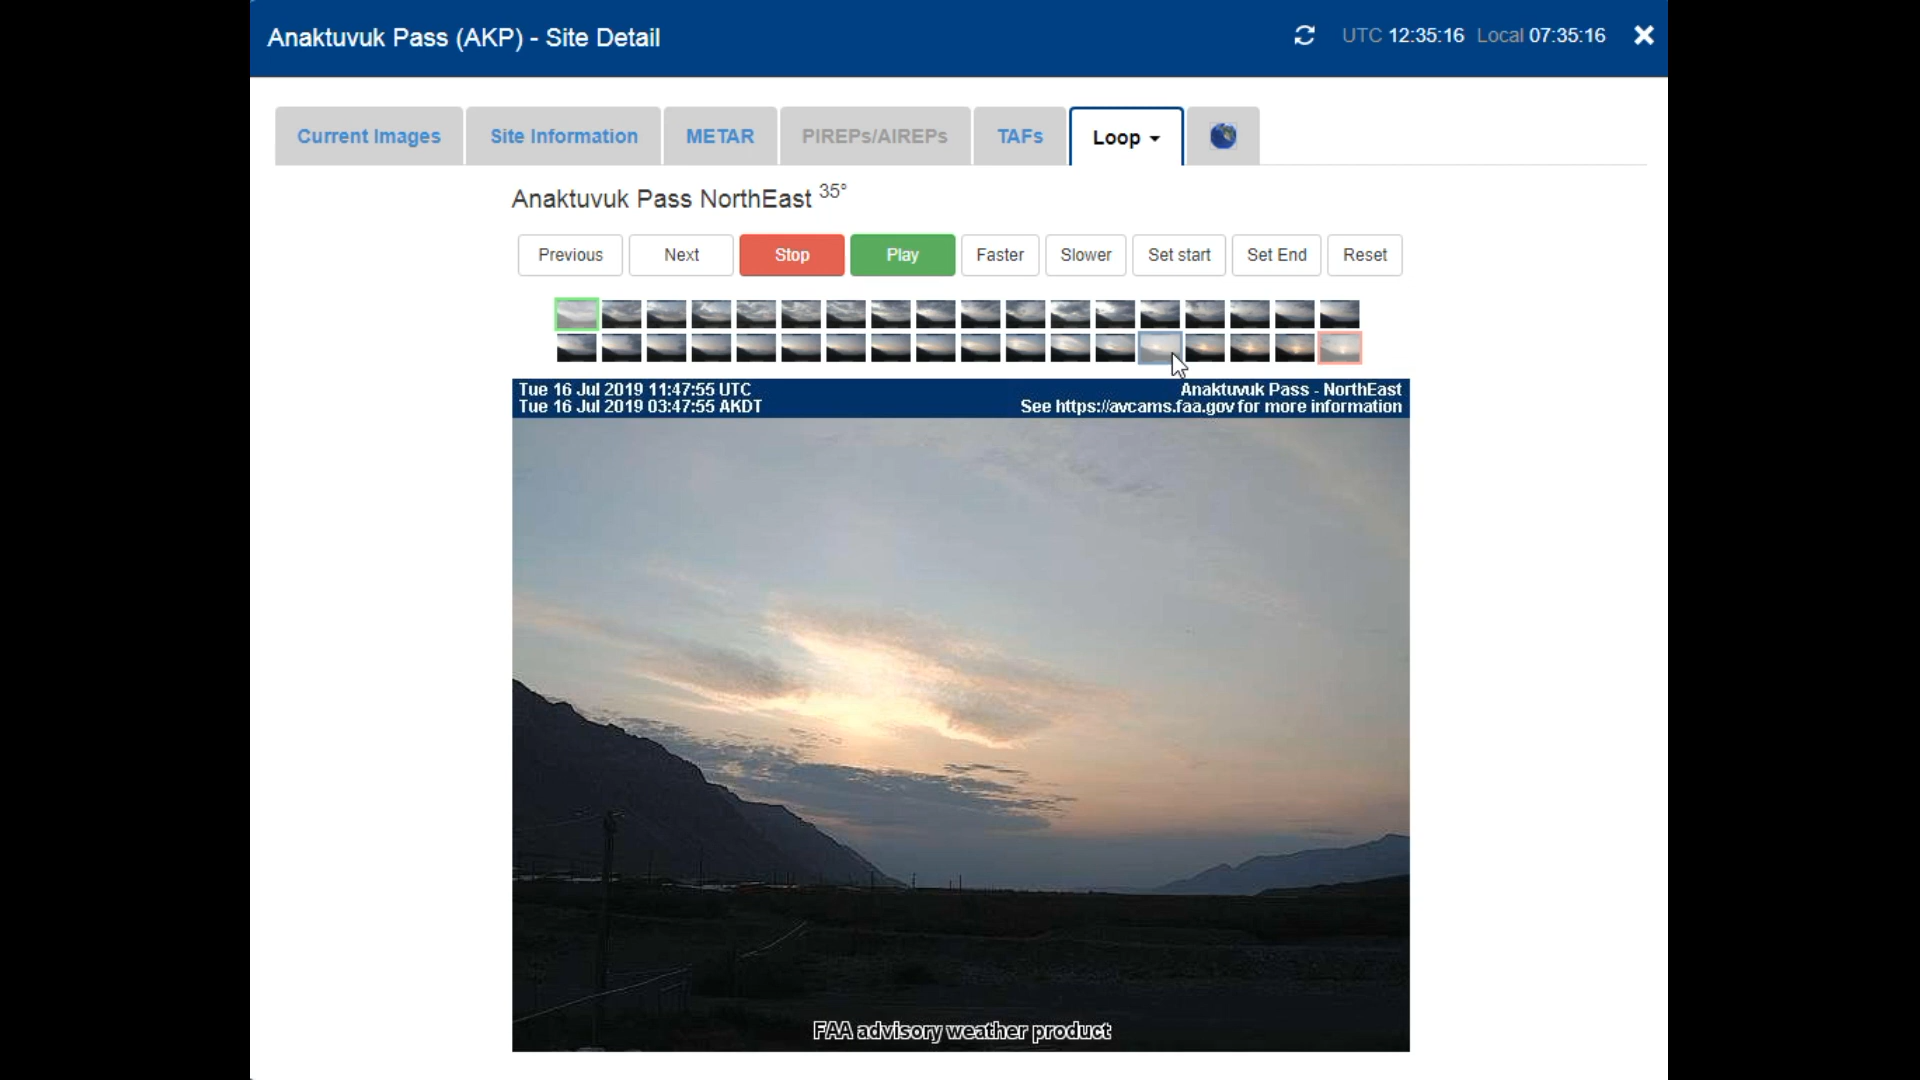 Anaktuvuk Pass (AKP) - Site Detail
UTC 12:35:16 Local 07:35:16
Current Images
Site Information
METAR
PIREPs/AIREPs
TAFs
Loop
Anaktuvuk Pass NorthEast 35°
Previous
Next
Stop
Play
Faster
Slower
Set start
Set End
Reset
Tue 16 Jul 2019 11:47:55 UTC
Anaktuvuk Pass - NorthEast
Tue 16 Jul 2019 03:47:55 AKDT
See https://avcams.faa.gov for more information
FAA advisory weather product